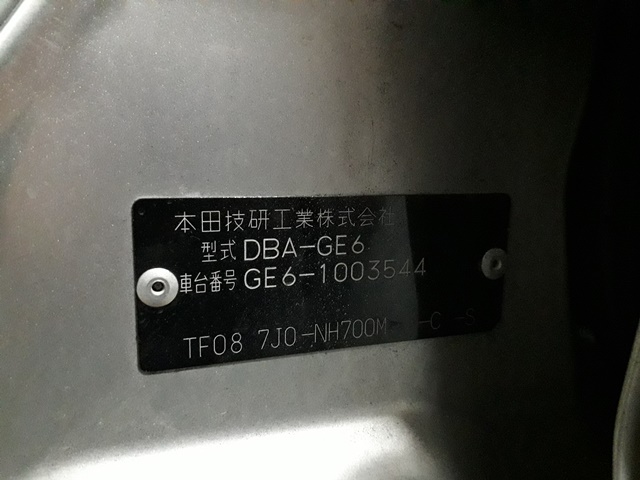 本田技研工業株式会社
型式 DBA-GE6
車台番号 GE6-1003544
TF08 7J0-NH700M -C -S